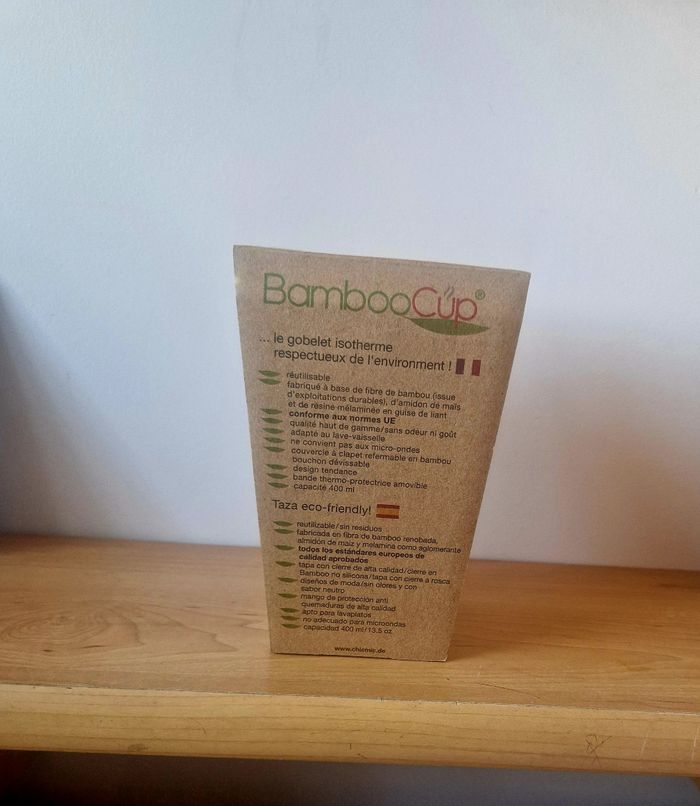 BambooCup®
... le gobelet isotherme
respectueux de l'environment !
réutilisable
fabriqué à base de fibre de bambou (issue
d'exploitations durables), d'amidon de maïs
et de résine mélaminée en guise de liant
conforme aux normes UE
qualité haut de gamme/sans odeur ni goût
adapté au lave-vaisselle
ne convient pas aux micro-ondes
couvercle à clapet refermable en bambou
bouchon dévissable
design tendance
bande thermo-protectrice amovible
capacité 400 ml
Taza eco-friendly!
reutilizable/sin residuos
fabricada en fibra de bamboo renobada,
almidón de maiz y melamina como aglomerante
todos los estándares europeos de
calidad aprobados
tapa con cierre de alta calidad/cierre en
Bamboo no silicona/tapa con cierre a rosca
diseños de moda/sin olores y con
sabor neutro
mango de protección anti
quemaduras de alta calidad
apto para lavaplatos
no adecuado para microondas
capacidad 400 ml/13.5 oz
www.chicmic.de